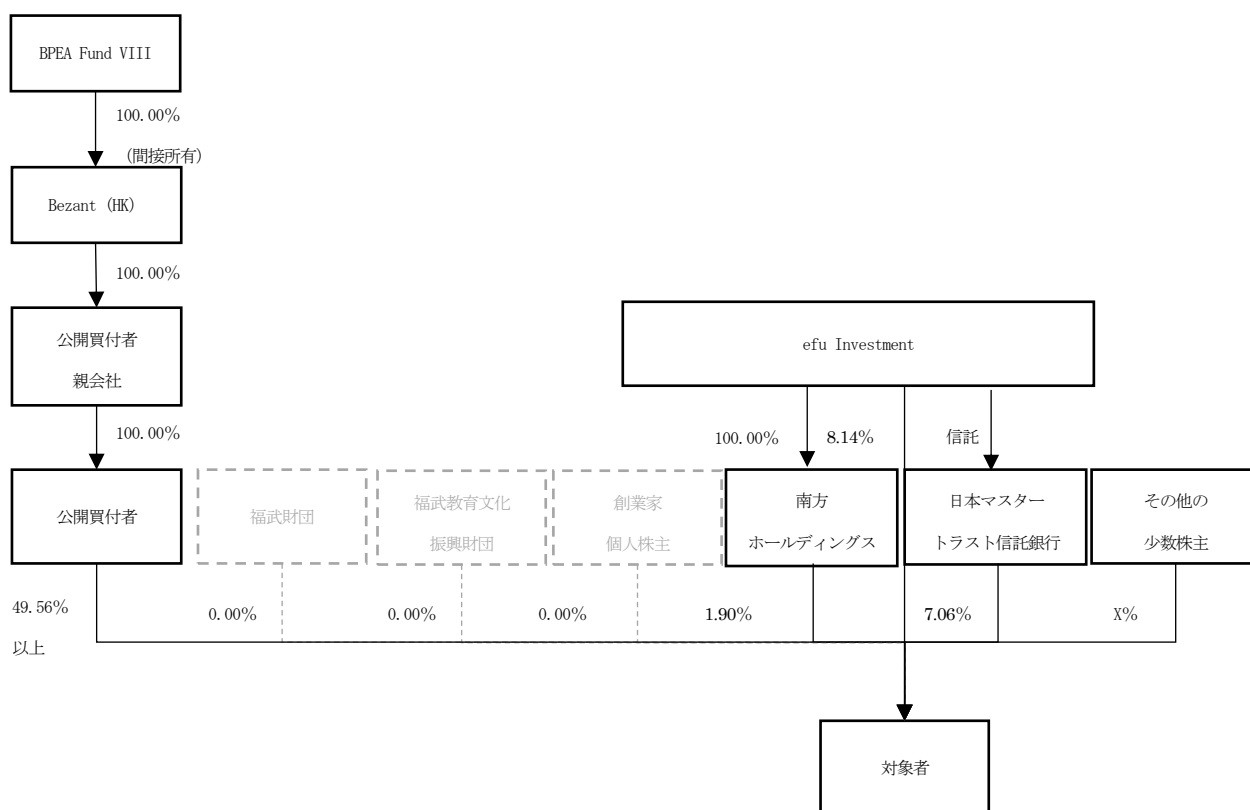 BPEA Fund VIII
100.00%
(間接所有)
Bezant (HK)
100.00%
公開買付者
親会社
efu Investment
100.00%
100.00%
8.14%
信託
公開買付者
福武財団
福武教育文化
振興財団
創業家
個人株主
南方
ホールディングス
日本マスター
トラスト信託銀行
その他の
少数株主
49.56%
以上
0.00%
0.00%
0.00%
1.90%
7.06%
X%
対象者